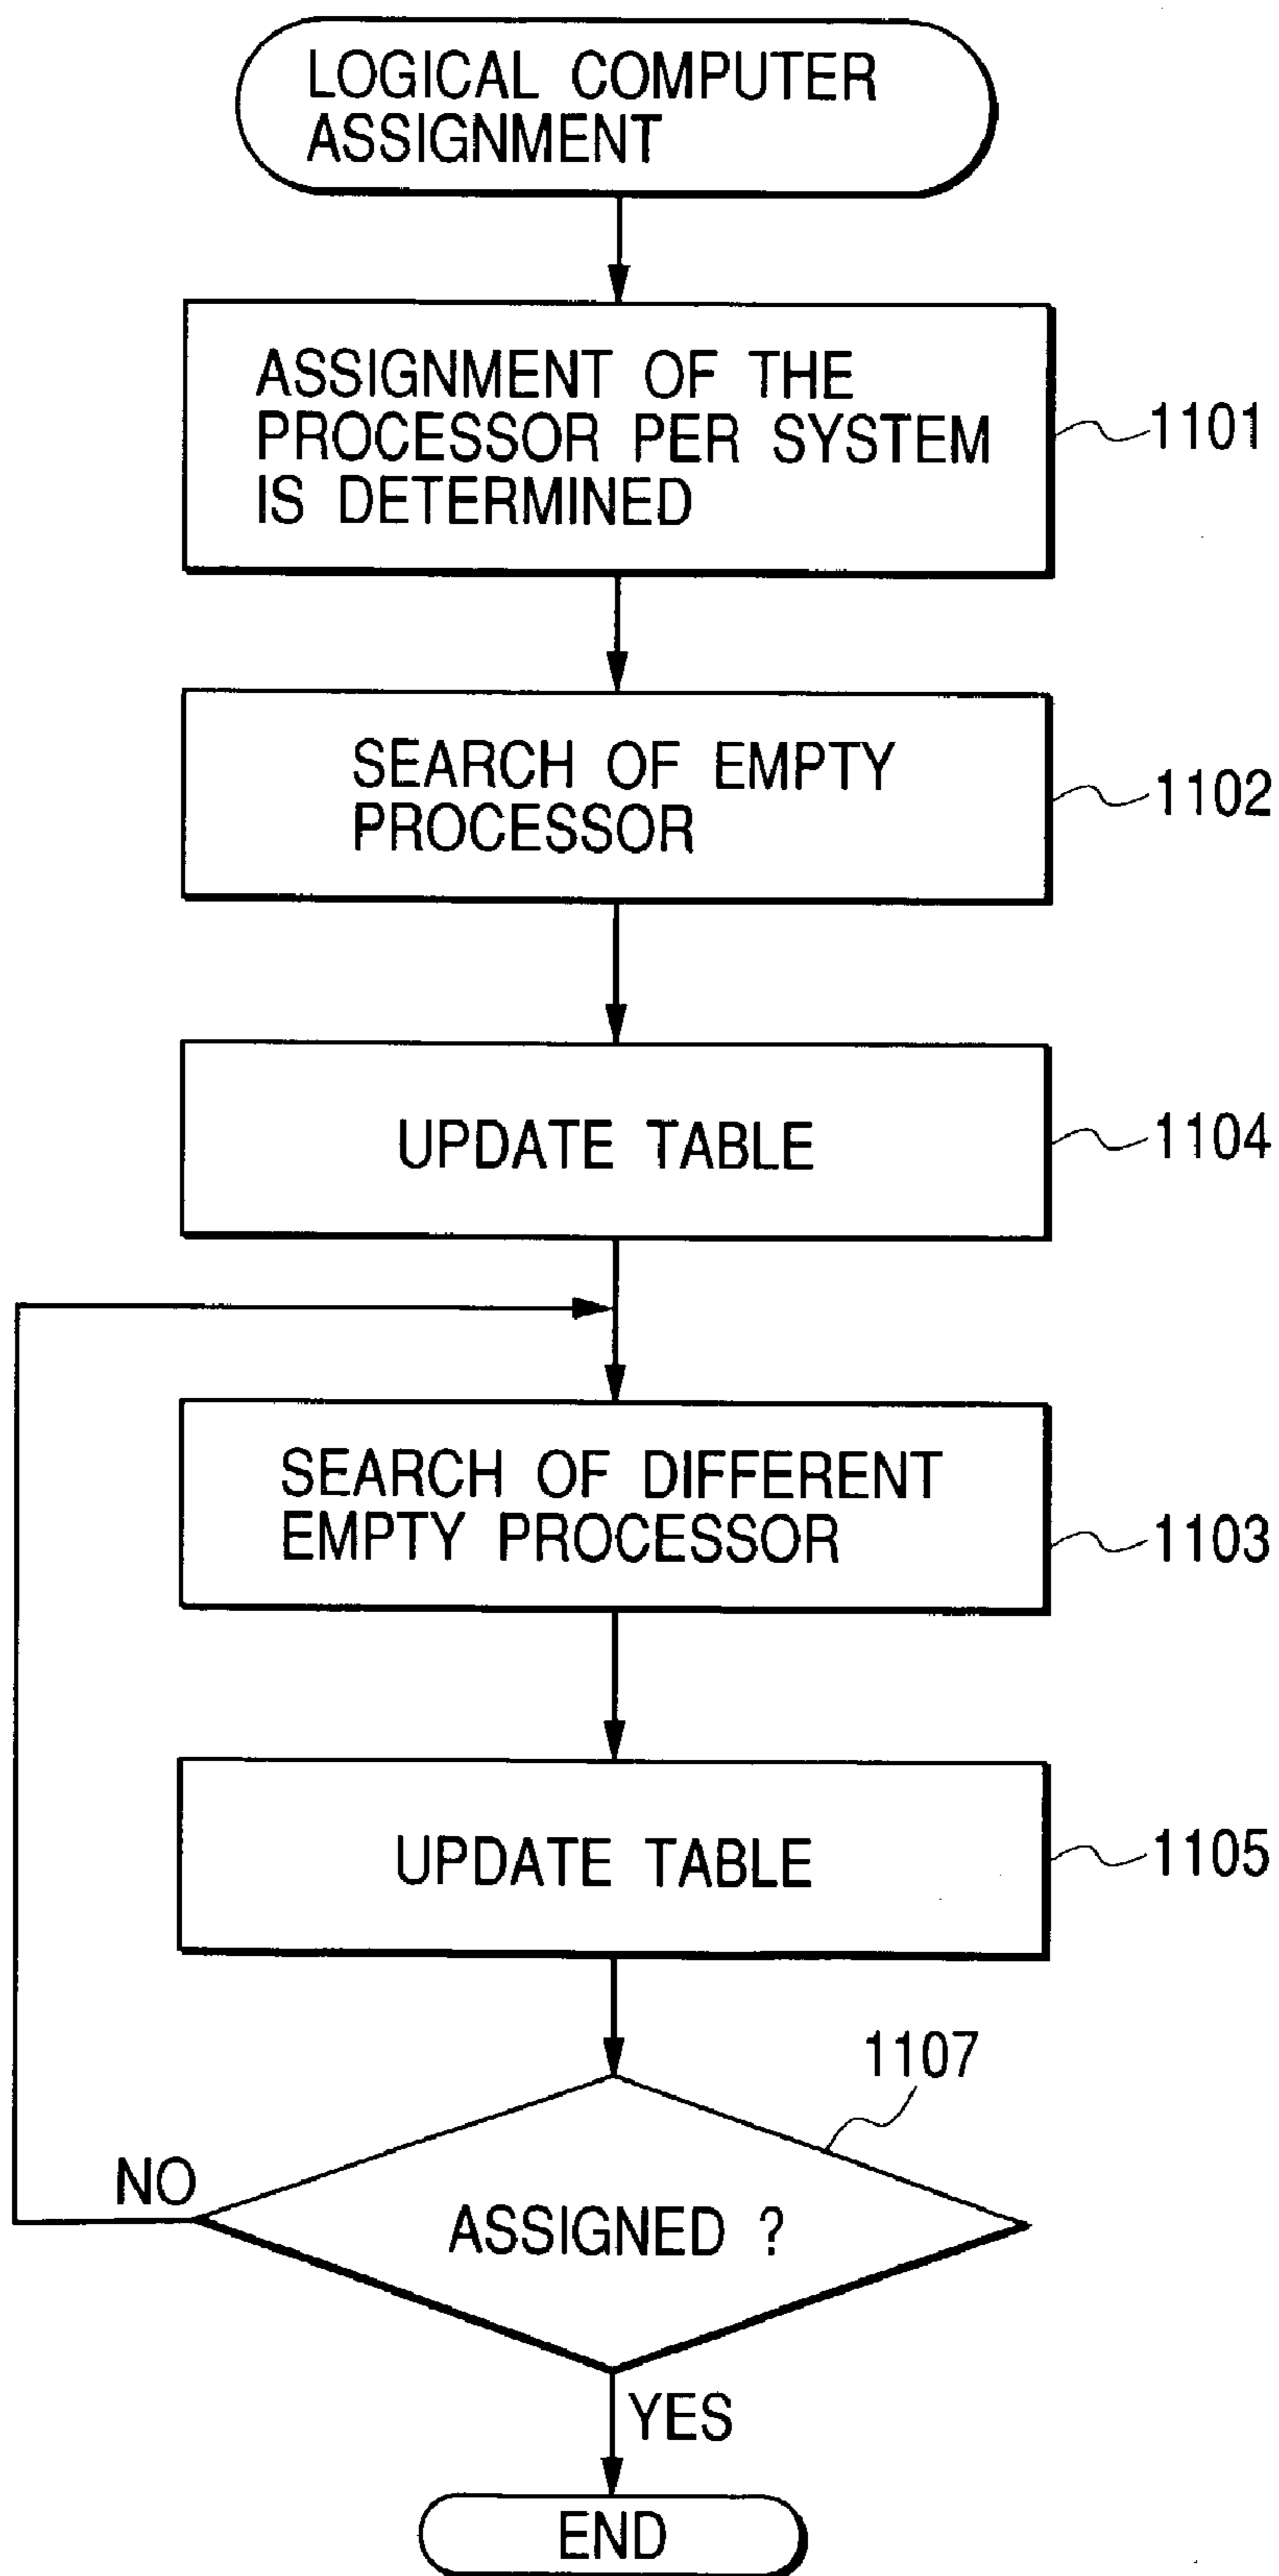 LOGICAL COMPUTER
ASSIGNMENT
ASSIGNMENT OF THE
PROCESSOR PER SYSTEM
IS DETERMINED
1101
SEARCH OF EMPTY
PROCESSOR
1102
UPDATE TABLE
1104
SEARCH OF DIFFERENT
EMPTY PROCESSOR
1103
UPDATE TABLE
1105
1107
NO
ASSIGNED ?
YES
END